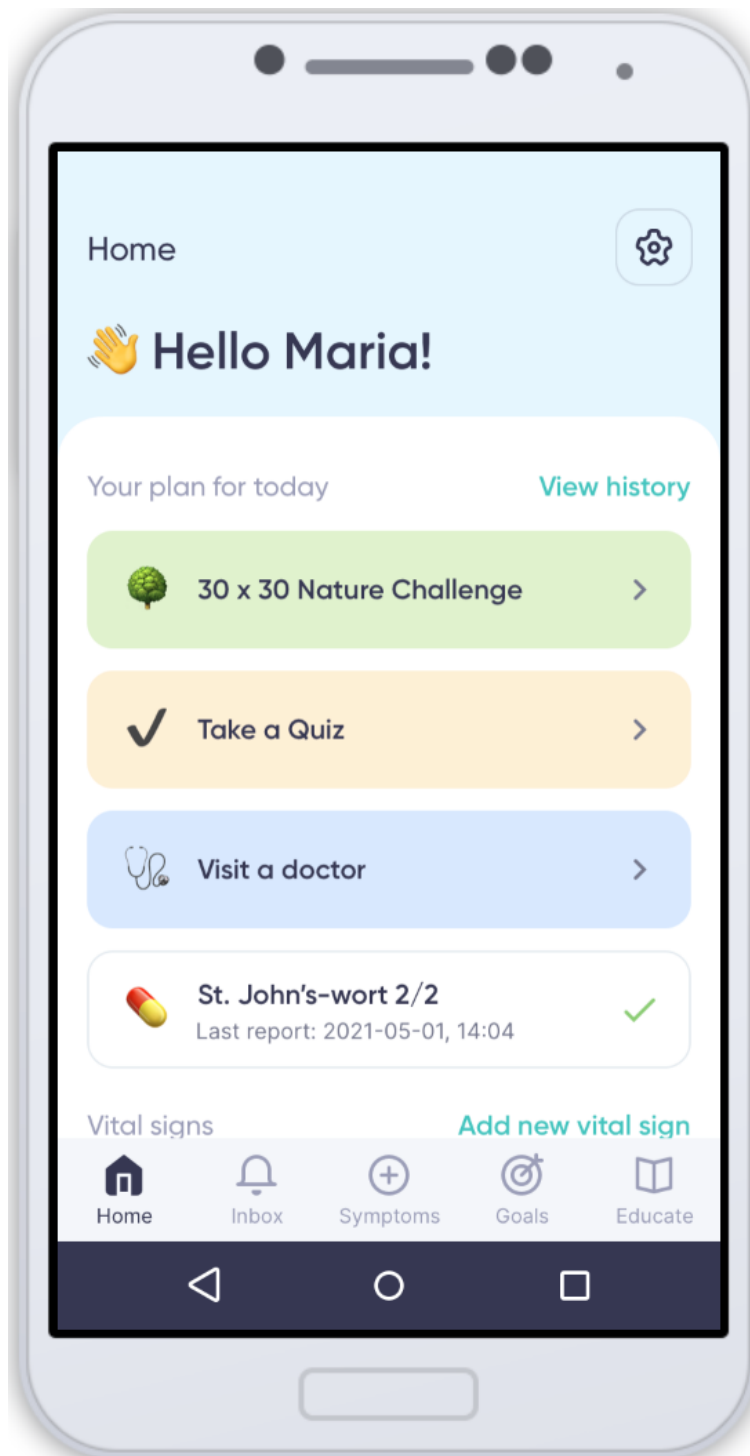 Home
Hello Maria!
Your plan for today View history
30 x 30 Nature Challenge
Take a Quiz
Visit a doctor
St. John's-wort 2/2
Last report: 2021-05-01, 14:04
Vital signs Add new vital sign
Home Inbox Symptoms Goals Educate